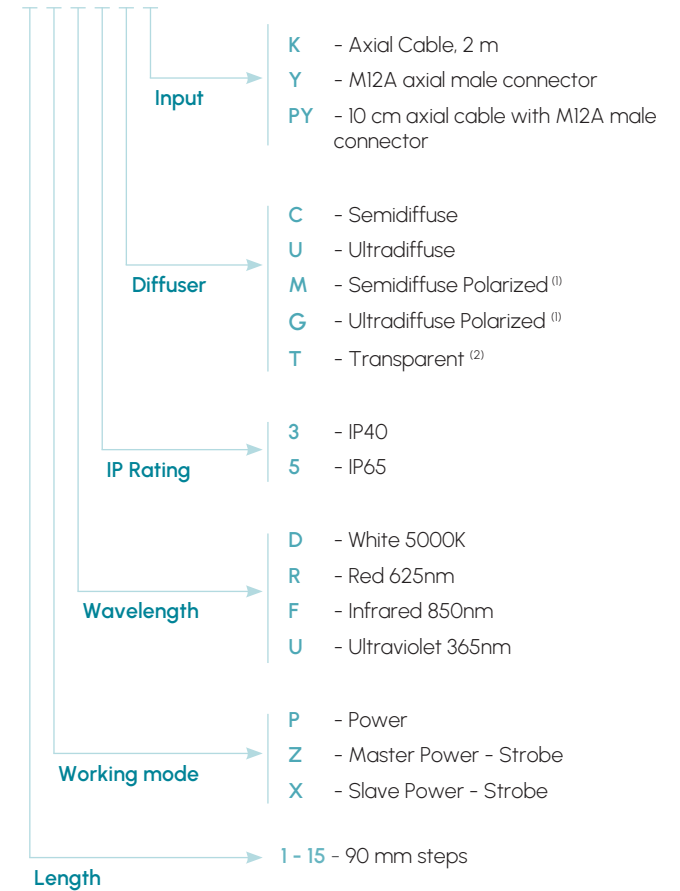 K - Axial Cable, 2 m
Y - M12A axial male connector
Input
PY - 10 cm axial cable with M12A male
connector
C - Semidiffuse
U - Ultradiffuse
Diffuser
M - Semidiffuse Polarized (1)
G - Ultradiffuse Polarized (1)
T - Transparent (2)
3 - IP40
IP Rating
5 - IP65
D - White 5000K
R - Red 625nm
Wavelength
F - Infrared 850nm
U - Ultraviolet 365nm
P - Power
Working mode
Z - Master Power - Strobe
X - Slave Power - Strobe
1 - 15 - 90 mm steps
Length